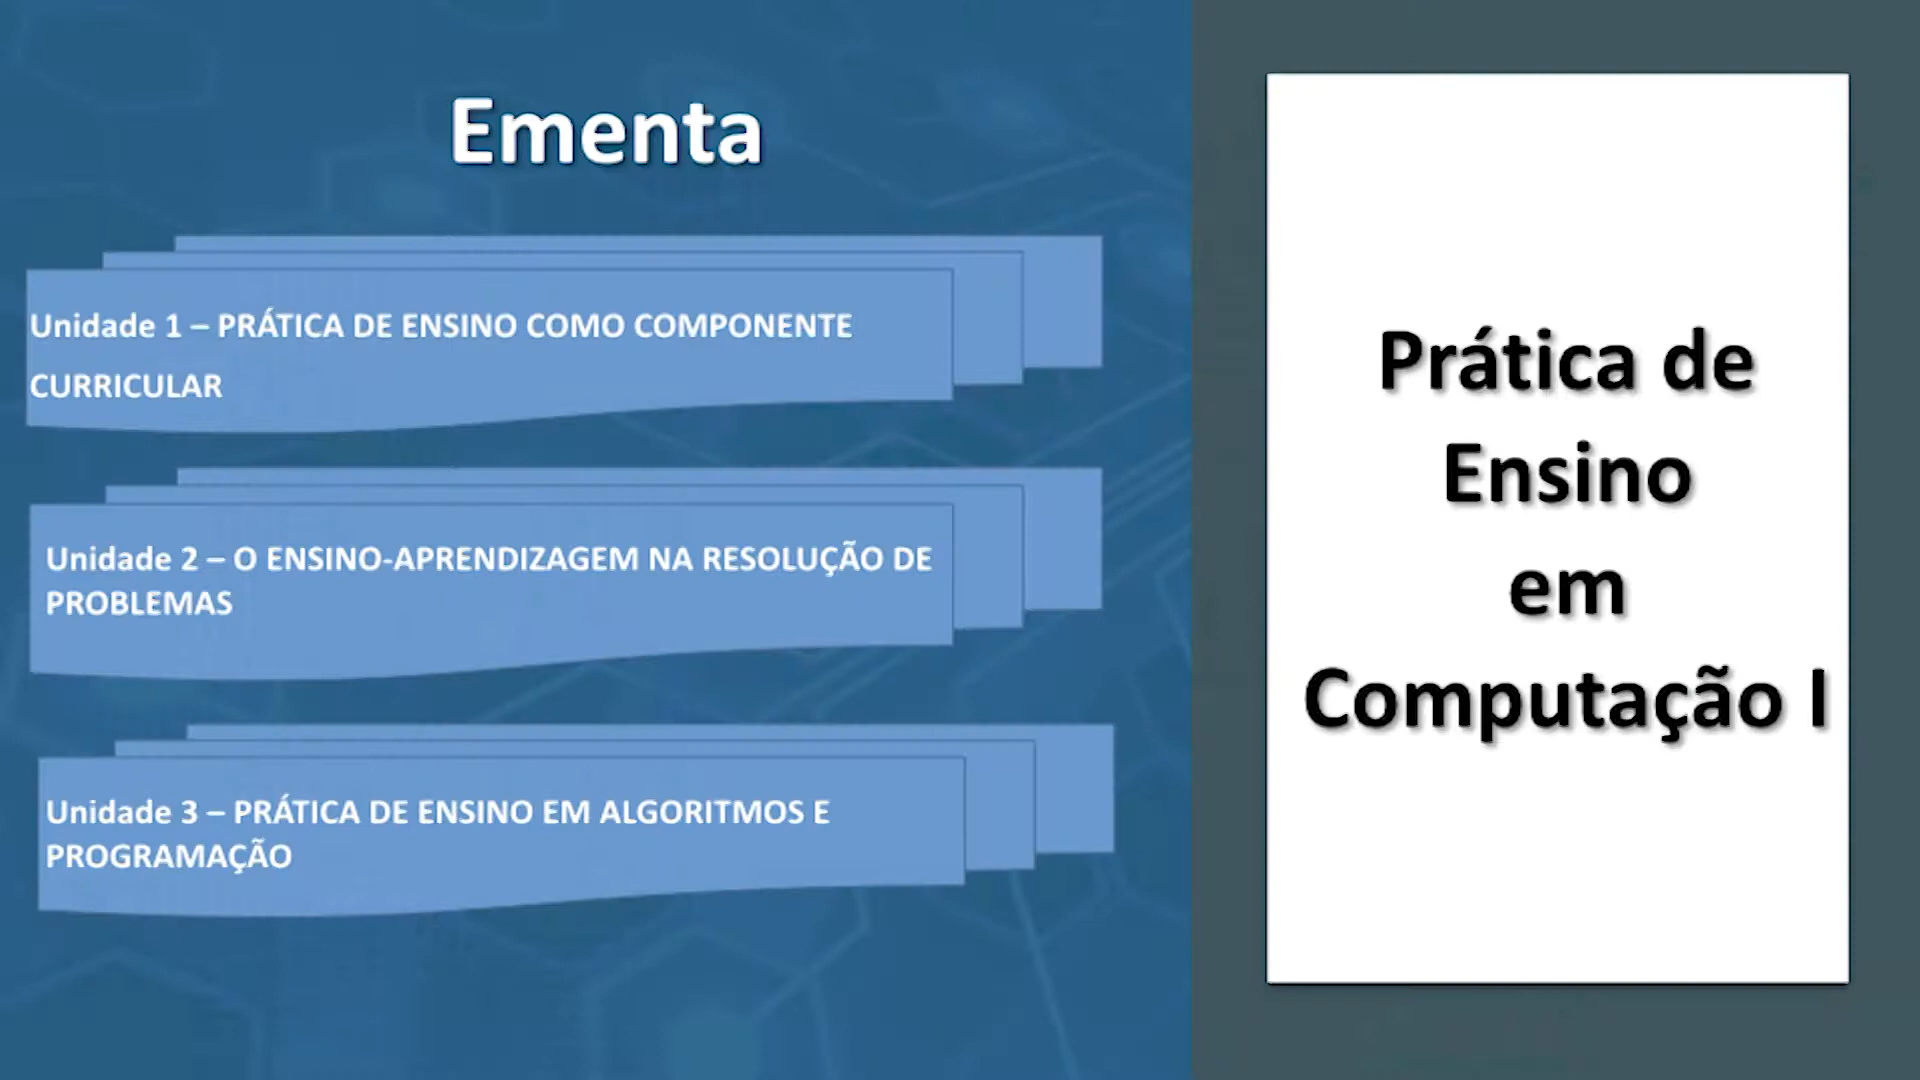 Ementa
Unidade 1 – PRÁTICA DE ENSINO COMO COMPONENTE
CURRICULAR
Unidade 2 – O ENSINO-APRENDIZAGEM NA RESOLUÇÃO DE
PROBLEMAS
Unidade 3 – PRÁTICA DE ENSINO EM ALGORITMOS E
PROGRAMAÇÃO
Prática de
Ensino
em
Computação I